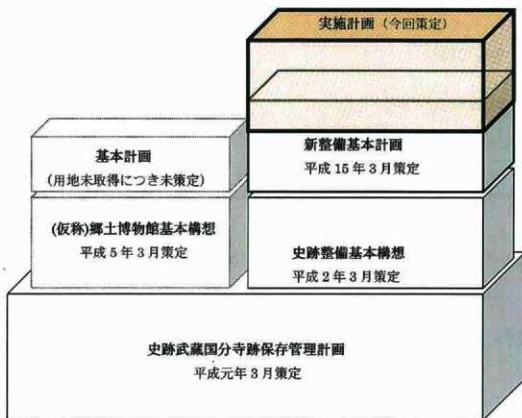 実施計画（今回策定）
新整備基本計画
平成 15 年 3 月策定
基本計画
(用地未取得につき未策定)
(仮称)郷土博物館基本構想
平成 5 年 3 月策定
史跡整備基本構想
平成 2 年 3 月策定
史跡武蔵国分寺跡保存管理計画
平成元年 3 月策定